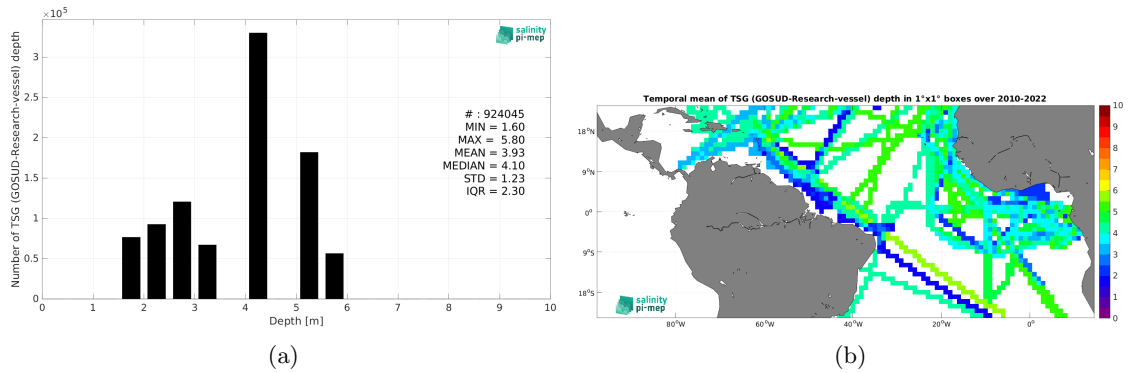 ×10⁵
salinity
pi-mep
Number of TSG (GOSUD-Research-vessel) depth
3
2.5
2
1.5
1
0.5
0
# : 924045
MIN = 1.60
MAX = 5.80
MEAN = 3.93
MEDIAN = 4.10
STD = 1.23
IQR = 2.30
0 1 2 3 4 5 6 7 8 9 10
Depth [m]
(a)
Temporal mean of TSG (GOSUD-Research-vessel) depth in 1°x1° boxes over 2010-2022
18°N
9°N
0°
9°S
18°S
80°W 60°W 40°W 20°W 0°
10
9
8
7
6
5
4
3
2
1
0
salinity
pi-mep
(b)